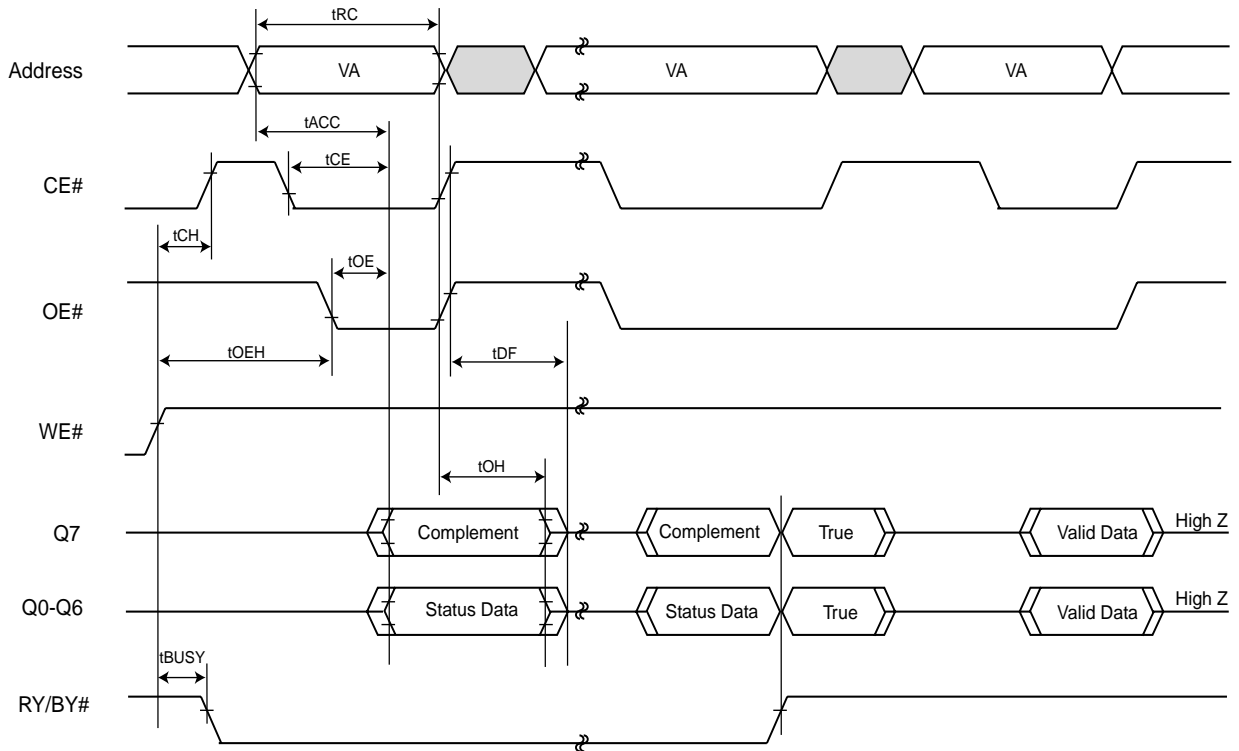 tRC
Address VA VA VA
tACC
tCE
CE#
tCH
tOE
OE#
tOEH tDF
WE#
tOH
Q7 Complement Complement True Valid Data High Z
Q0-Q6 Status Data Status Data True Valid Data High Z
tBUSY
RY/BY#